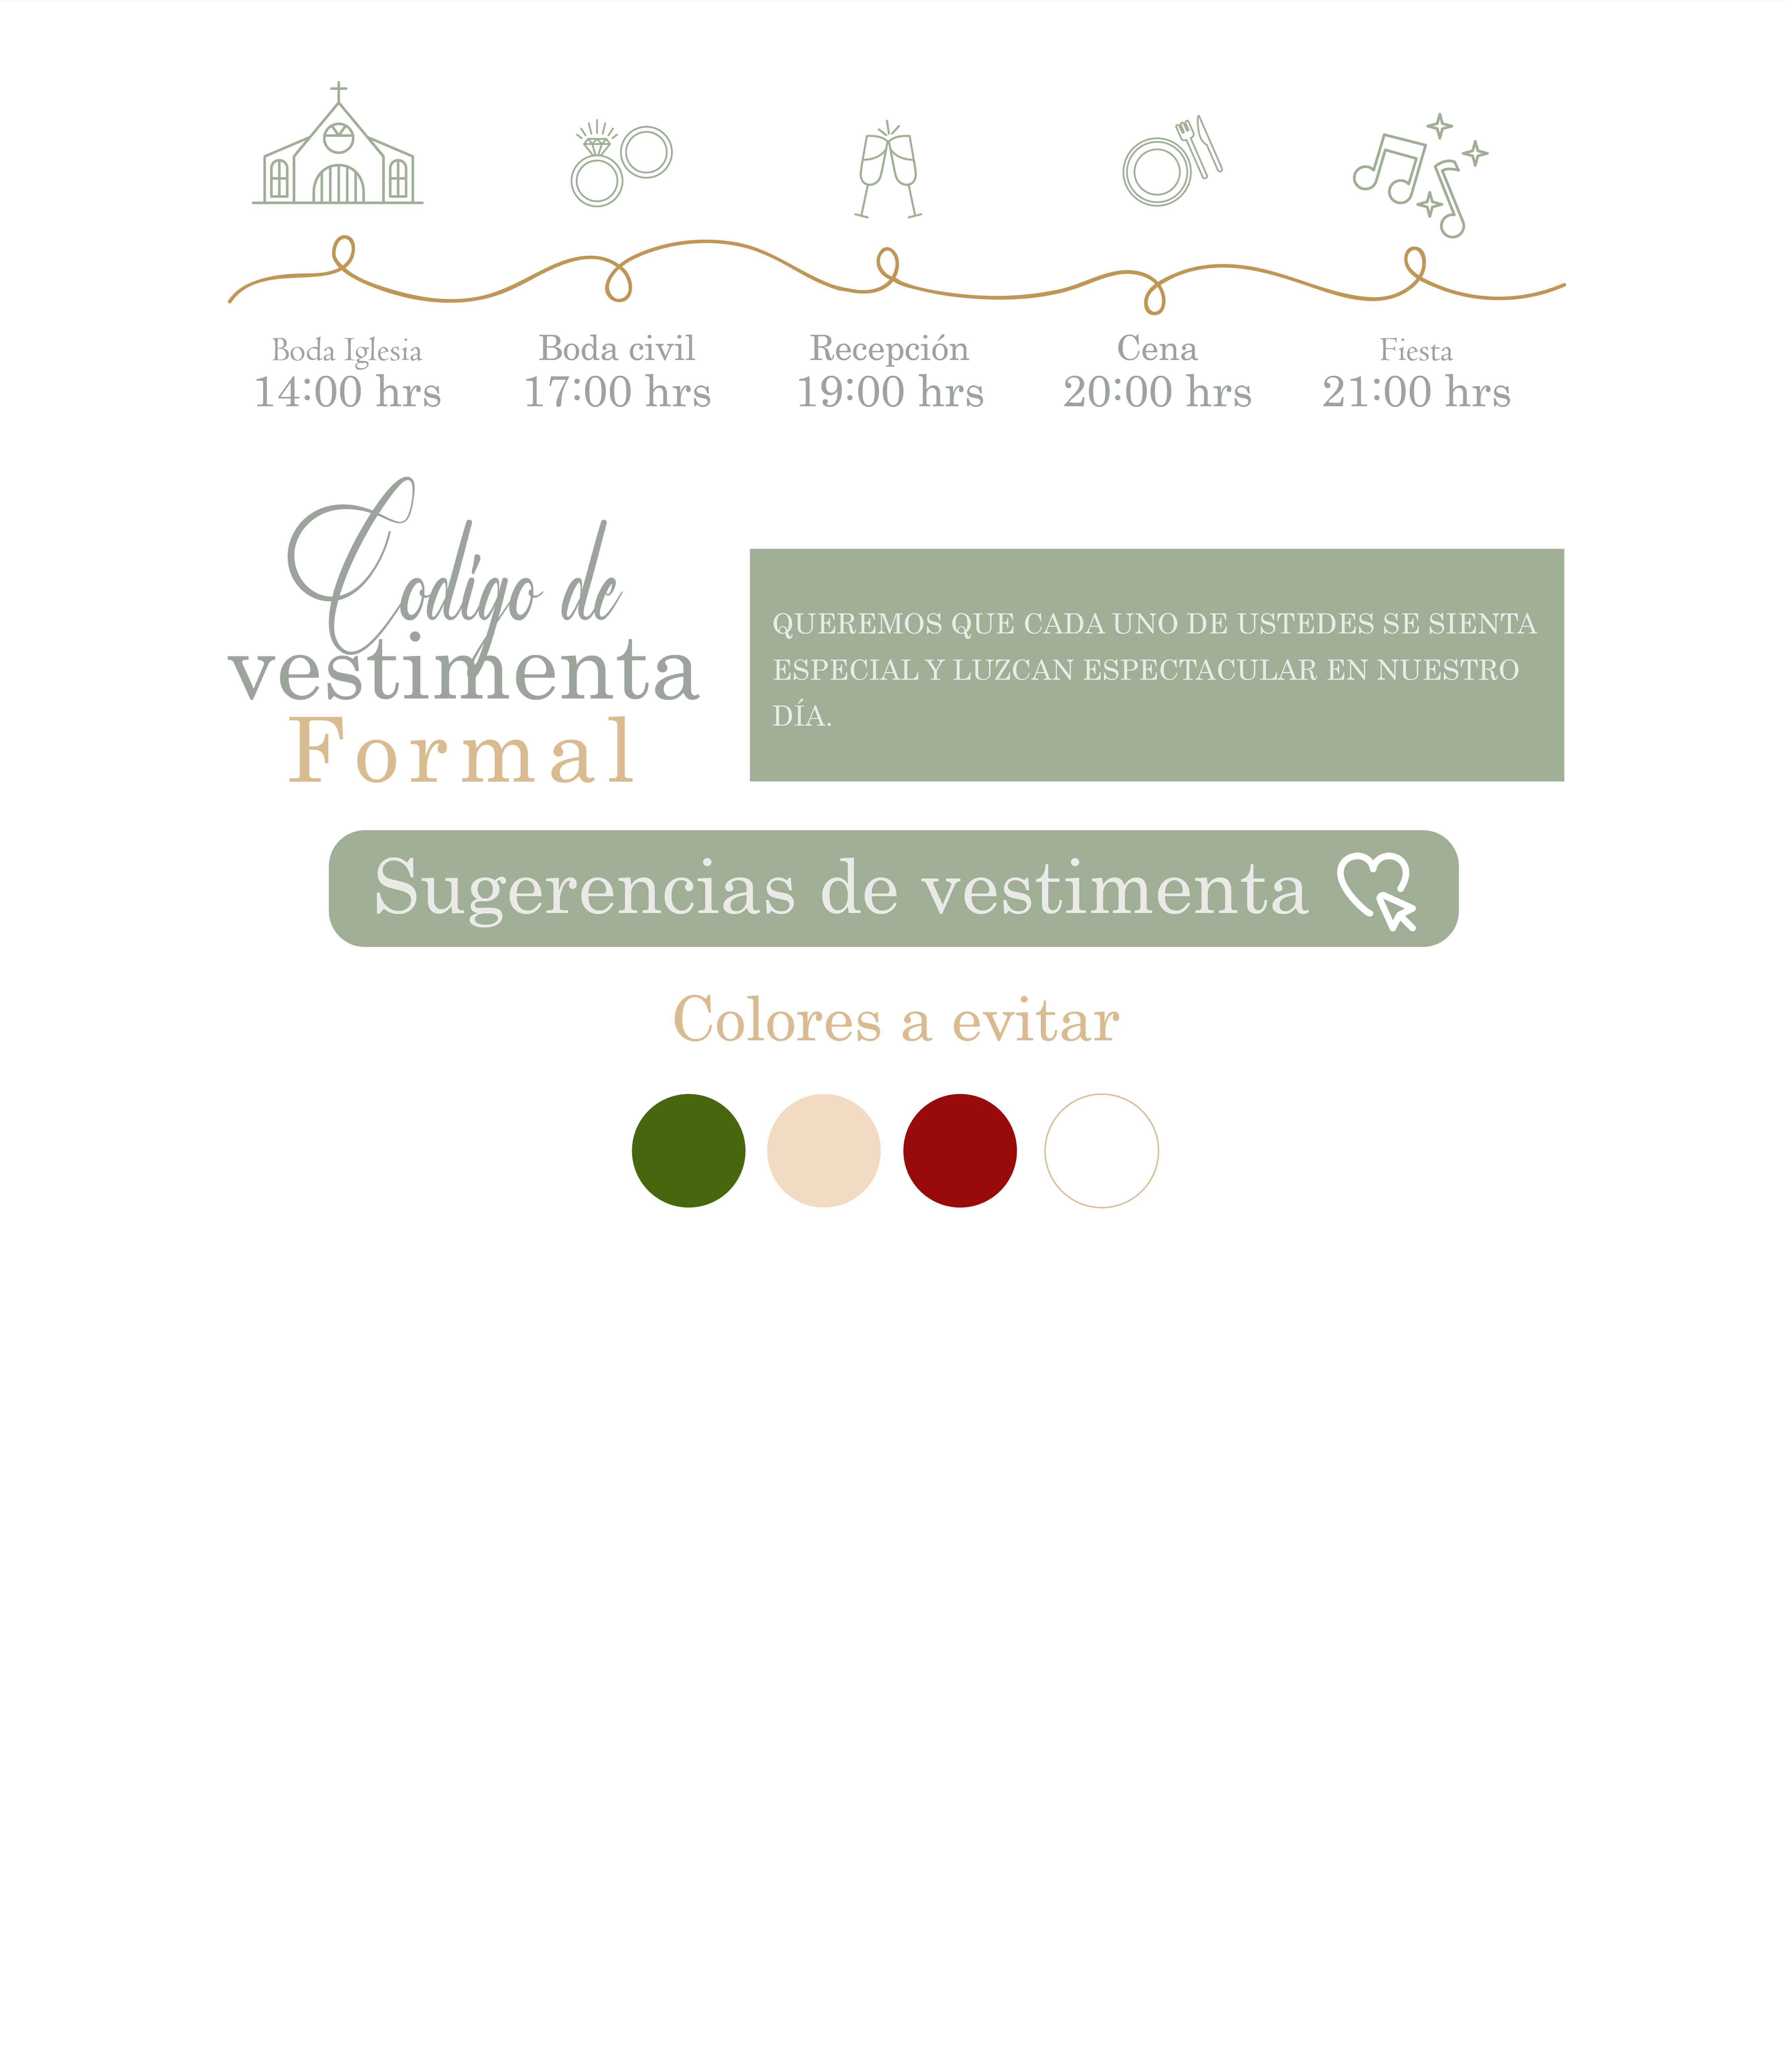 Boda Iglesia
14:00 hrs
Boda civil
17:00 hrs
Recepción
19:00 hrs
Cena
20:00 hrs
Fiesta
21:00 hrs
Codigo de
vestimenta
Formal
QUEREMOS QUE CADA UNO DE USTEDES SE SIENTA
ESPECIAL Y LUZCAN ESPECTACULAR EN NUESTRO
DÍA.
Sugerencias de vestimenta
Colores a evitar